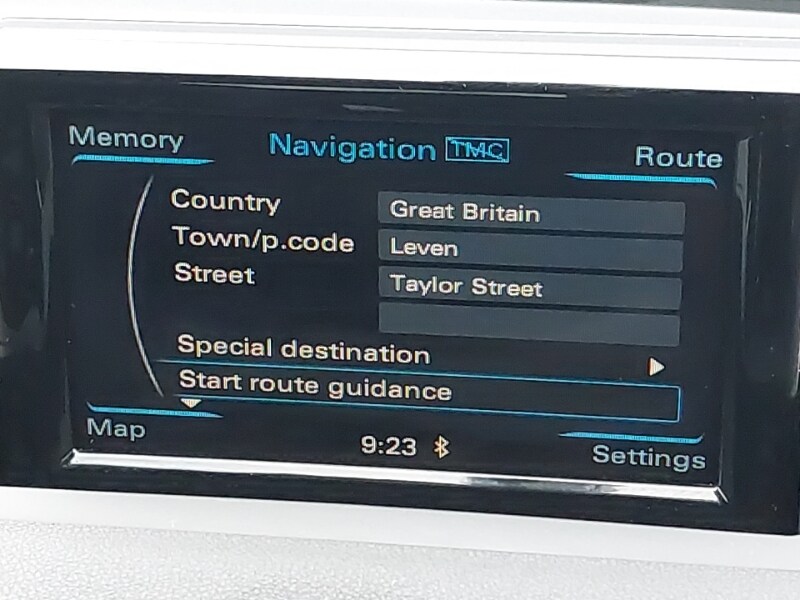 Memory
Navigation TMC
Route
Country Great Britain
Town/p.code Leven
Street Taylor Street
Special destination
Start route guidance
Map
9:23
Settings